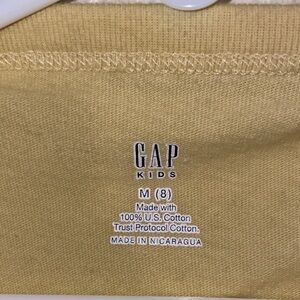 GAP
KIDS
M (8)
Made with
100% U.S. Cotton
Trust Protocol Cotton.
MADE IN NICARAGUA